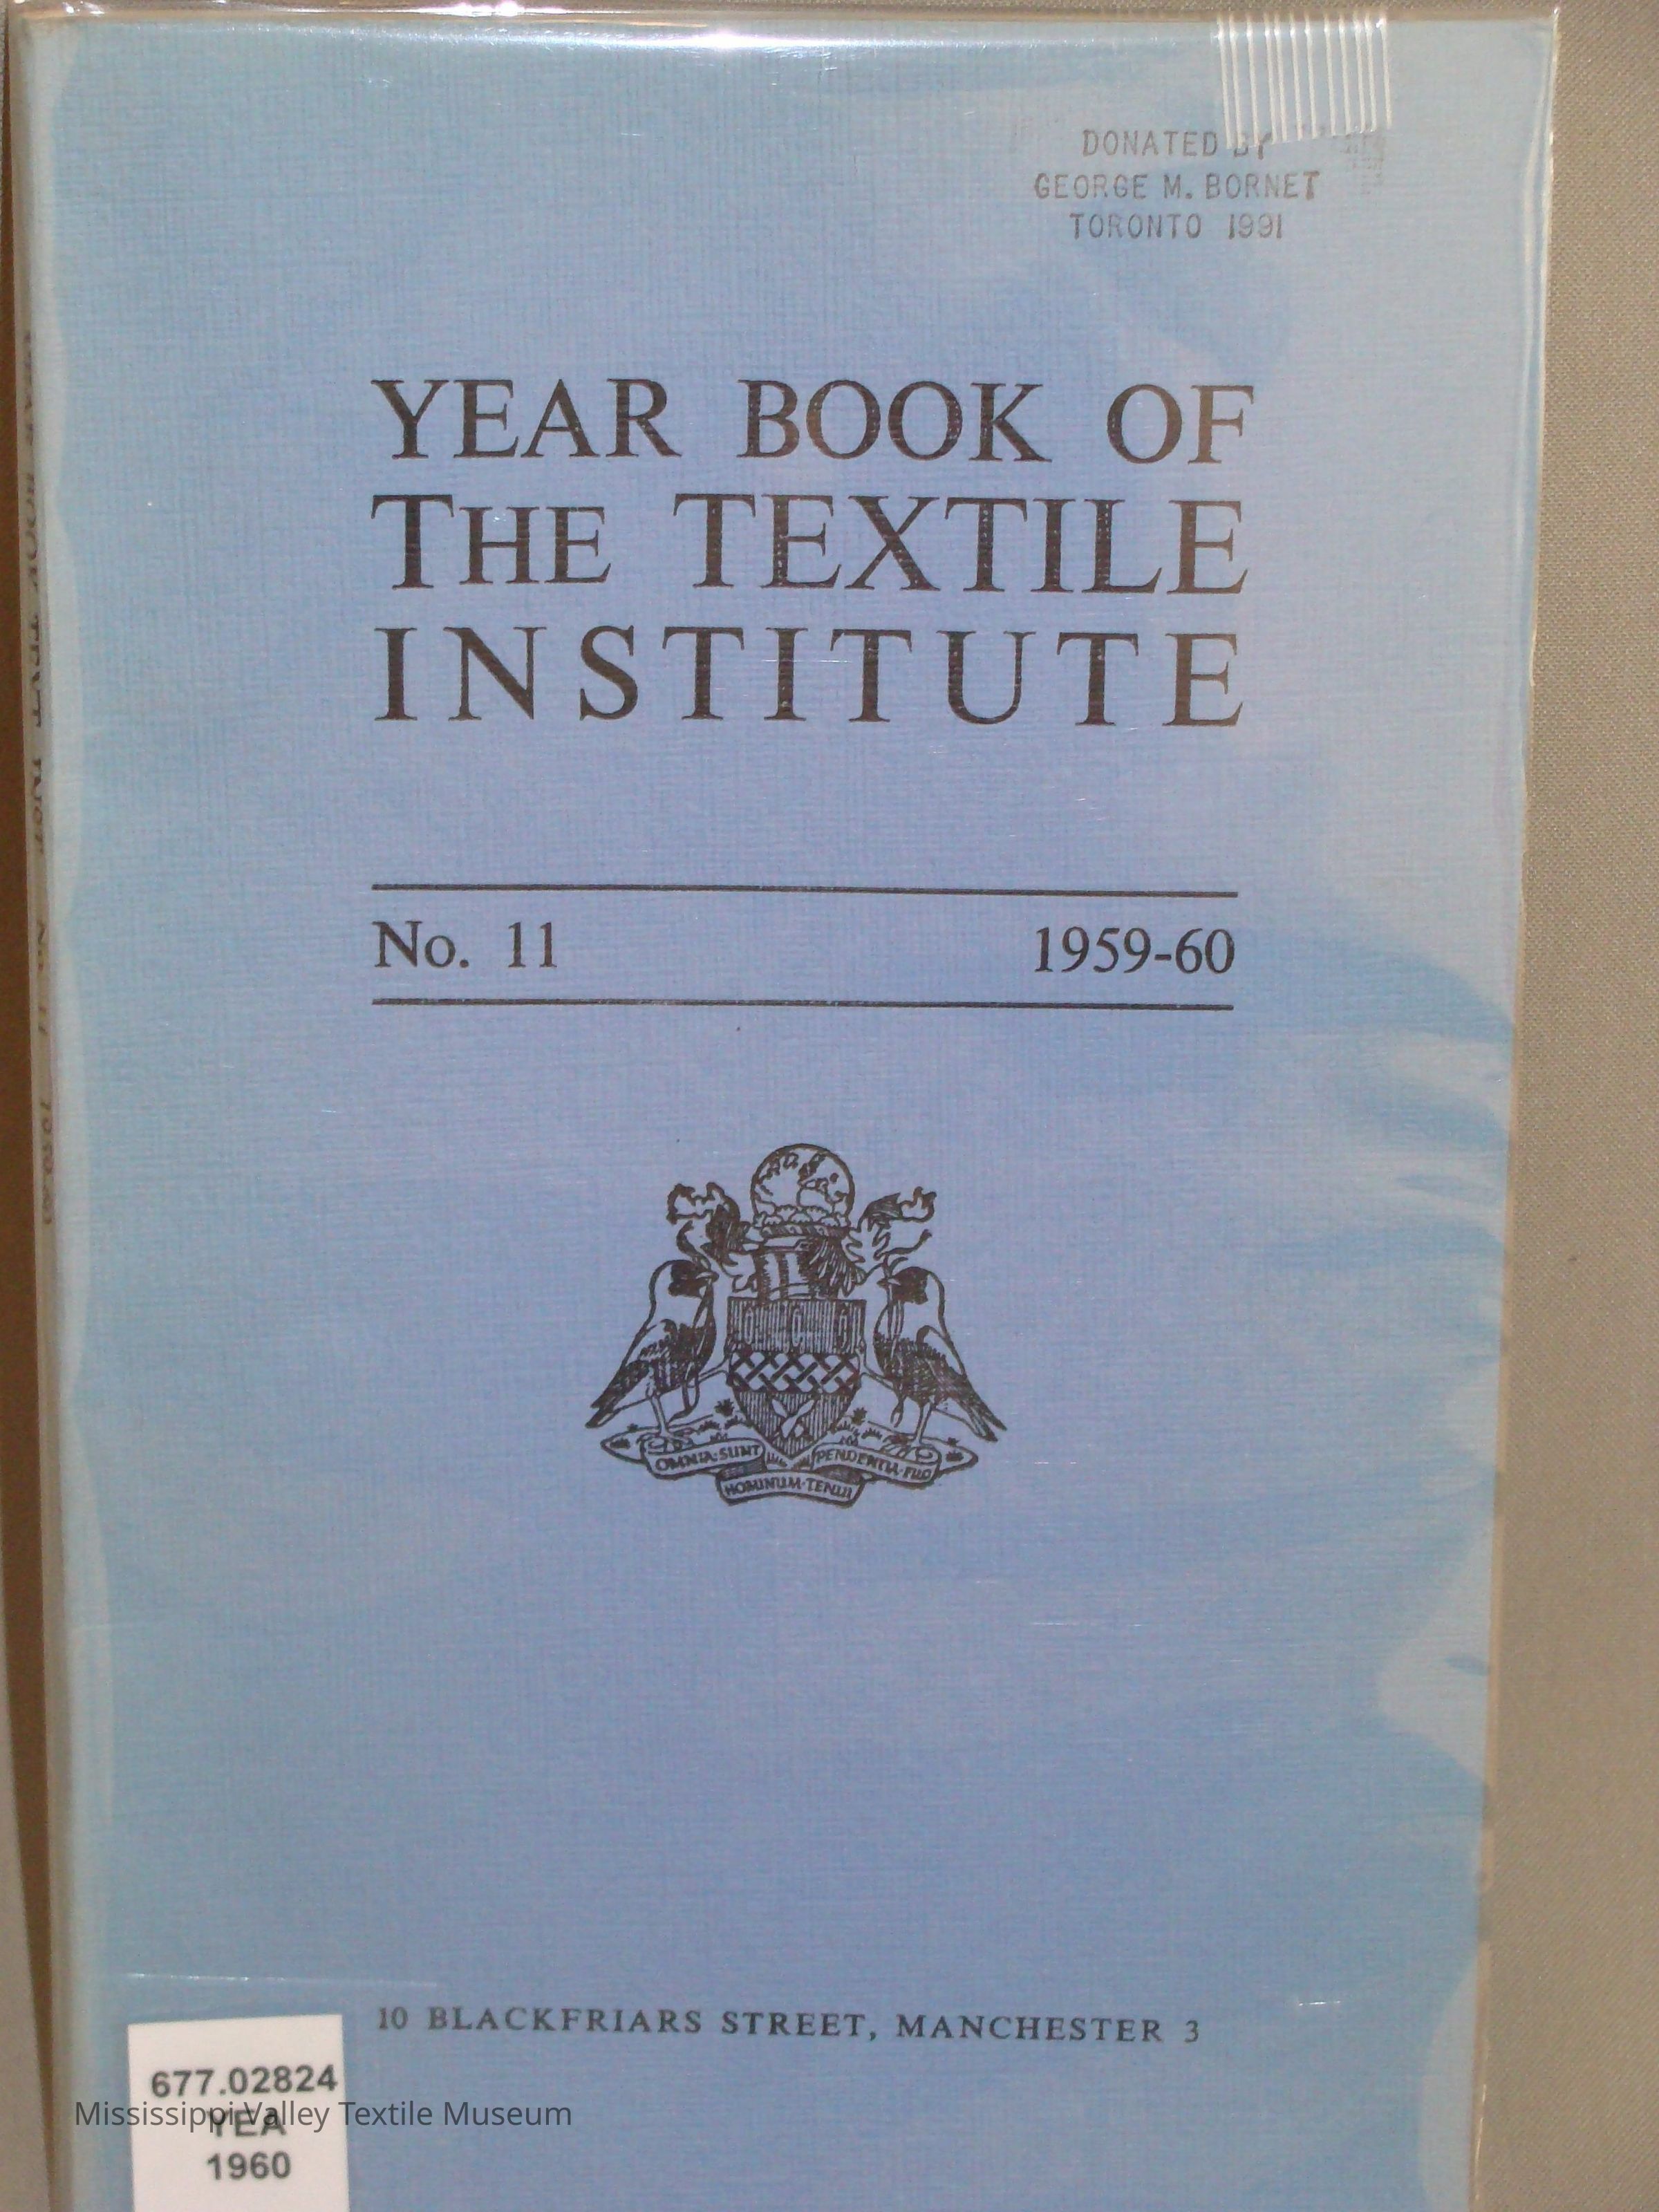 DONATED BY
GEORGE M. BORNET
TORONTO 1991
YEAR BOOK OF
THE TEXTILE
INSTITUTE
No. 11 1959-60
OMNIA·SUNT
HOMINUM·TENUI
PENDENTIA·FILO
10 BLACKFRIARS STREET, MANCHESTER 3
677.02824
YEA
1960
Mississippi Valley Textile Museum